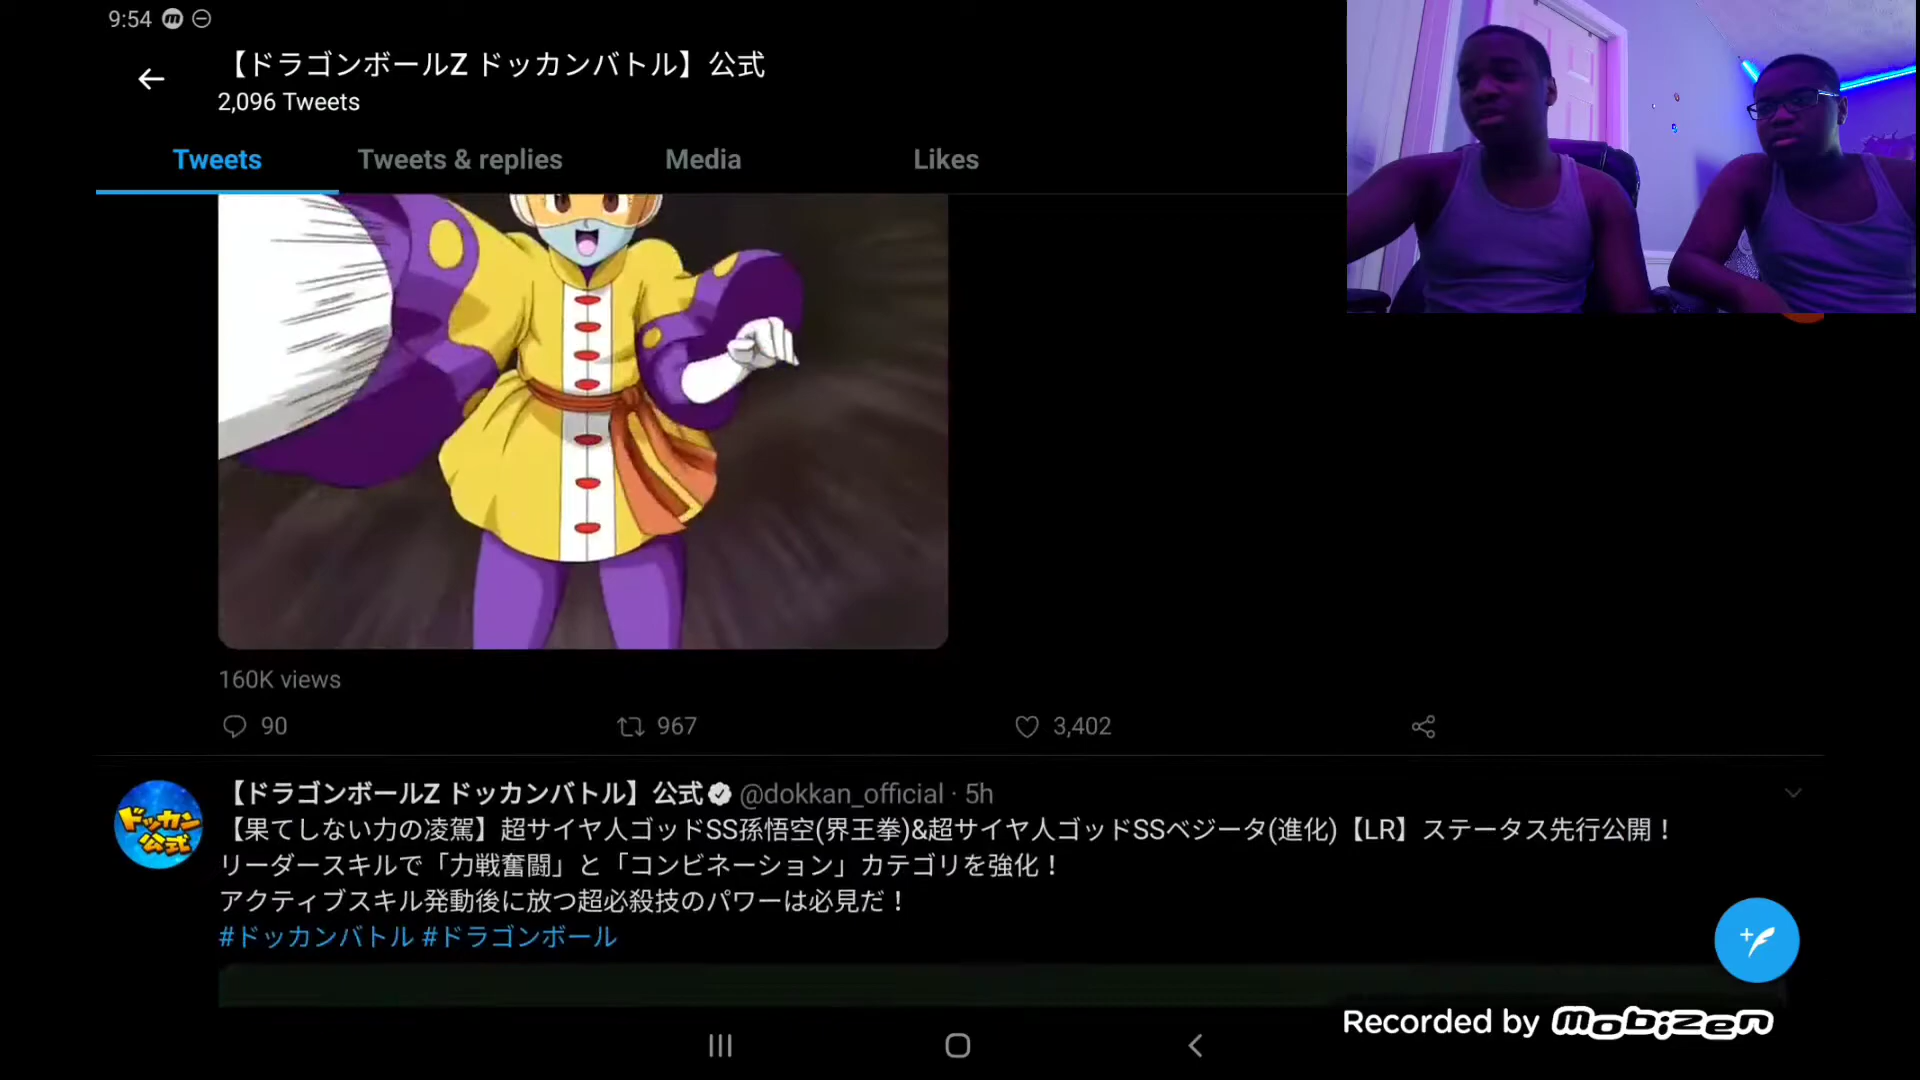 9:54
【ドラゴンボールZ ドッカンバトル】公式
2,096 Tweets
Tweets
Tweets & replies
Media
Likes
160K views
90
967
3,402
ドッカン
公式
【ドラゴンボールZ ドッカンバトル】公式 @dokkan_official · 5h
【果てしない力の凌駕】超サイヤ人ゴッドSS孫悟空(界王拳)&超サイヤ人ゴッドSSベジータ(進化)【LR】ステータス先行公開！
リーダースキルで「力戦奮闘」と「コンビネーション」カテゴリを強化！
アクティブスキル発動後に放つ超必殺技のパワーは必見だ！
#ドッカンバトル #ドラゴンボール
Recorded by Mobizen